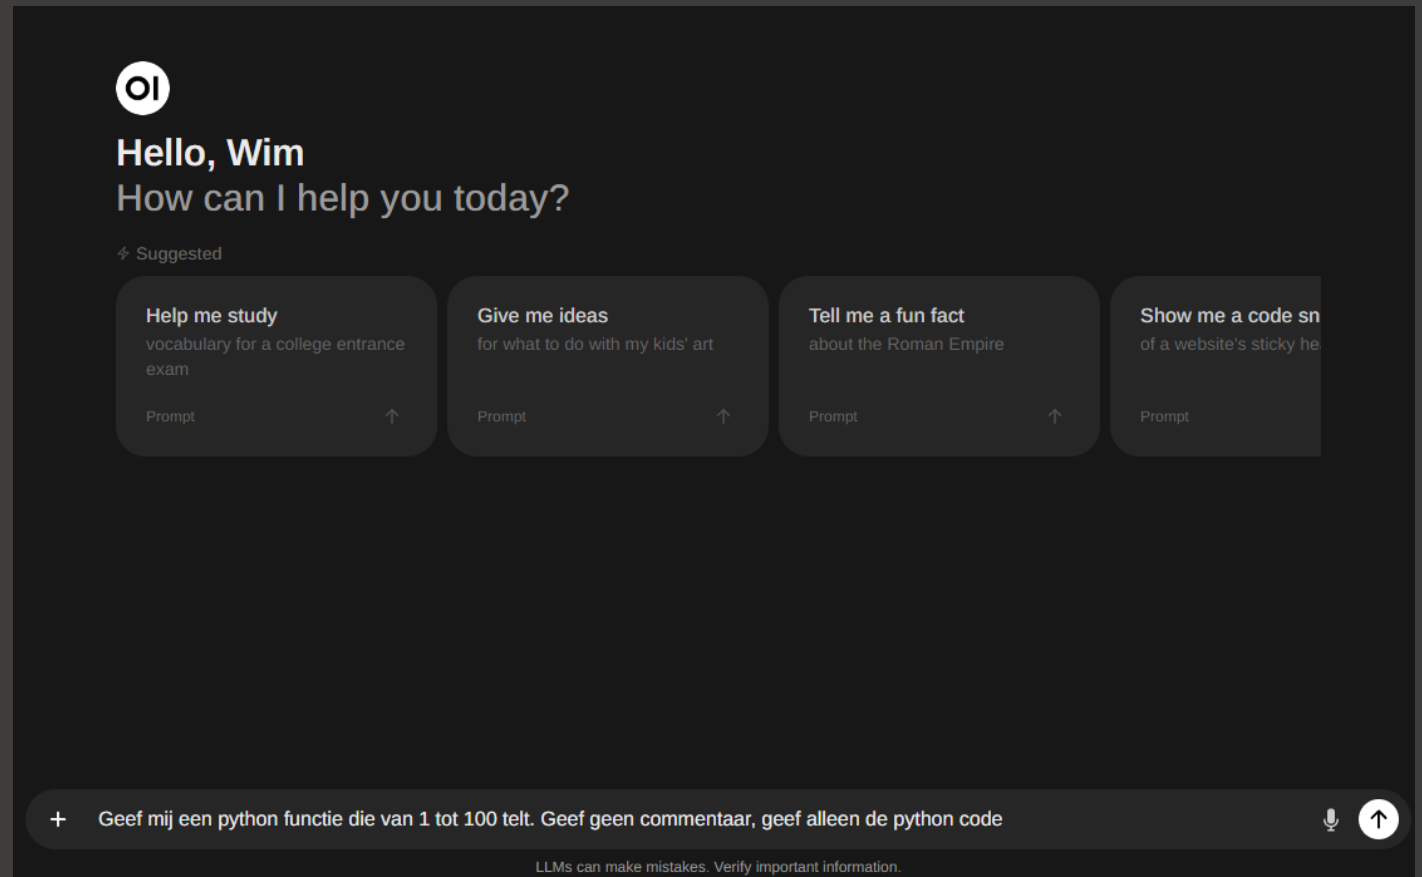 OI
Hello, Wim
How can I help you today?
Suggested
Help me study
vocabulary for a college entrance
exam
Prompt
Give me ideas
for what to do with my kids' art
Prompt
Tell me a fun fact
about the Roman Empire
Prompt
Show me a code sn
of a website's sticky he
Prompt
Geef mij een python functie die van 1 tot 100 telt. Geef geen commentaar, geef alleen de python code
LLMs can make mistakes. Verify important information.